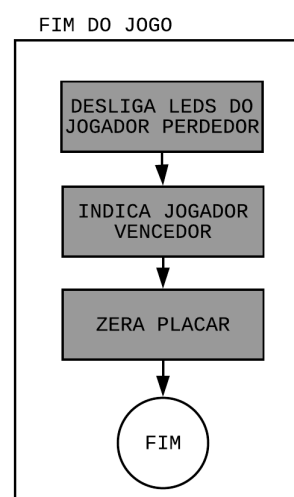 FIM DO JOGO
DESLIGA LEDS DO
JOGADOR PERDEDOR
INDICA JOGADOR
VENCEDOR
ZERA PLACAR
FIM